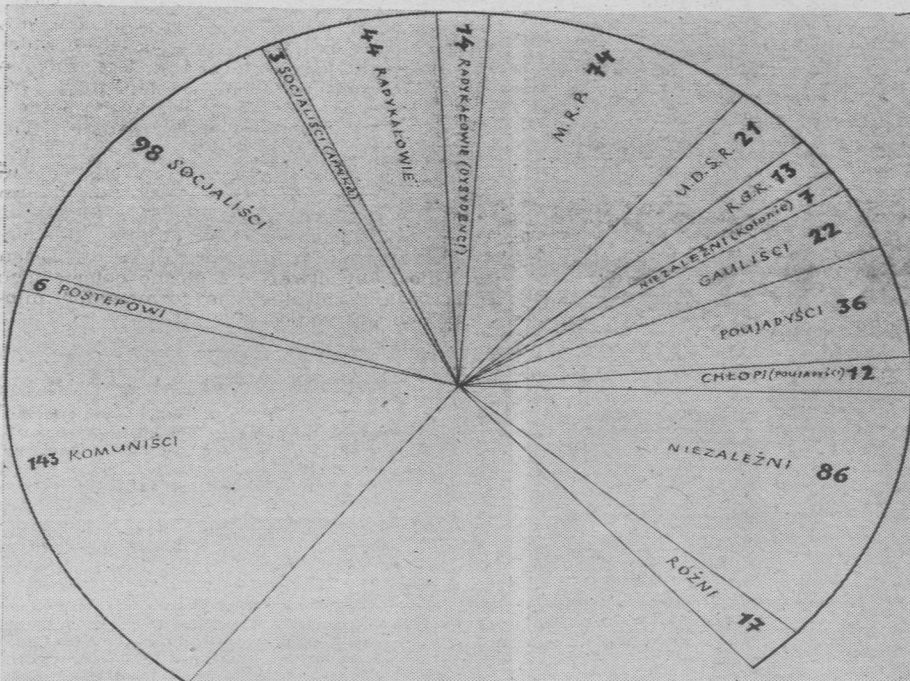 143 KOMUNIŚCI
6 POSTĘPOWI
98 SOCJALIŚCI
3 SOCJALIŚCI (AFRYKA)
44 RADYKAŁOWIE
14 RADYKAŁOWIE (DYSYDENCI)
M.R.P. 74
U.D.S.R. 21
R.G.R. 13
NIEZALEŻNI (Kolonie) 7
GAULIŚCI 22
POUJADYŚCI 36
CHŁOPI (POUJADYŚCI) 12
NIEZALEŻNI 86
RÓŻNI 17